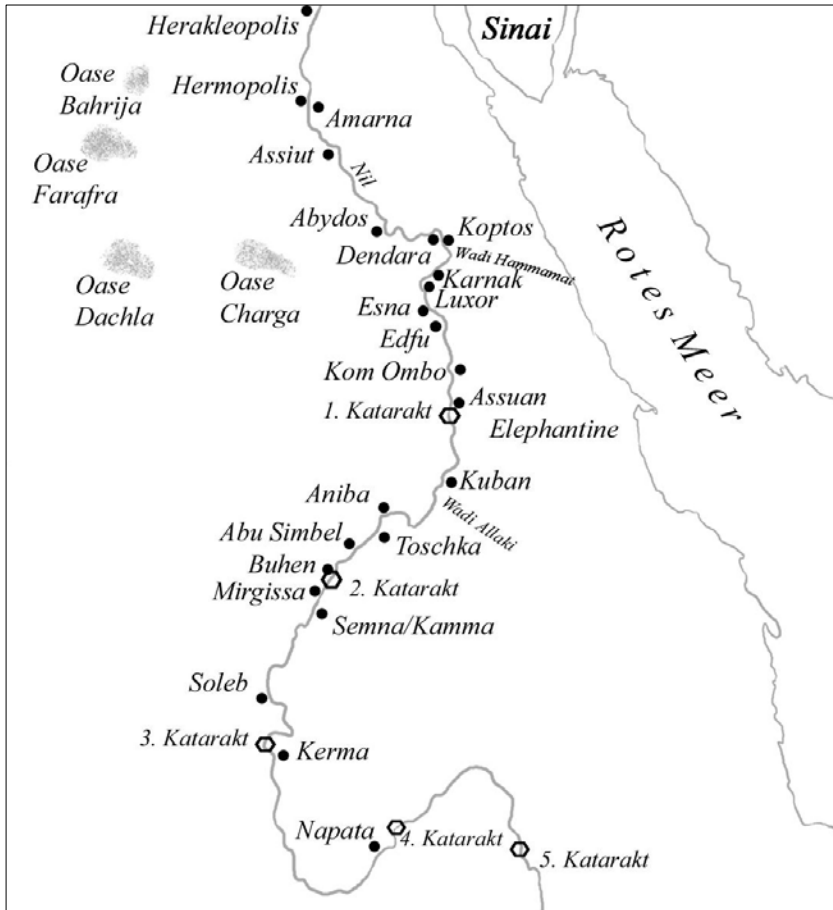 Herakleopolis
Sinai
Oase
Bahrija
Hermopolis
Amarna
Oase
Farafra
Assiut
Nil
Abydos
Koptos
Dendara
Wadi Hammamat
Rotes Meer
Oase
Dachla
Oase
Charga
Karnak
Luxor
Esna
Edfu
Kom Ombo
Assuan
1. Katarakt
Elephantine
Kuban
Aniba
Wadi Allaki
Abu Simbel
Toschka
Buhen
2. Katarakt
Mirgissa
Semna/Kamma
Soleb
3. Katarakt
Kerma
Napata
4. Katarakt
5. Katarakt